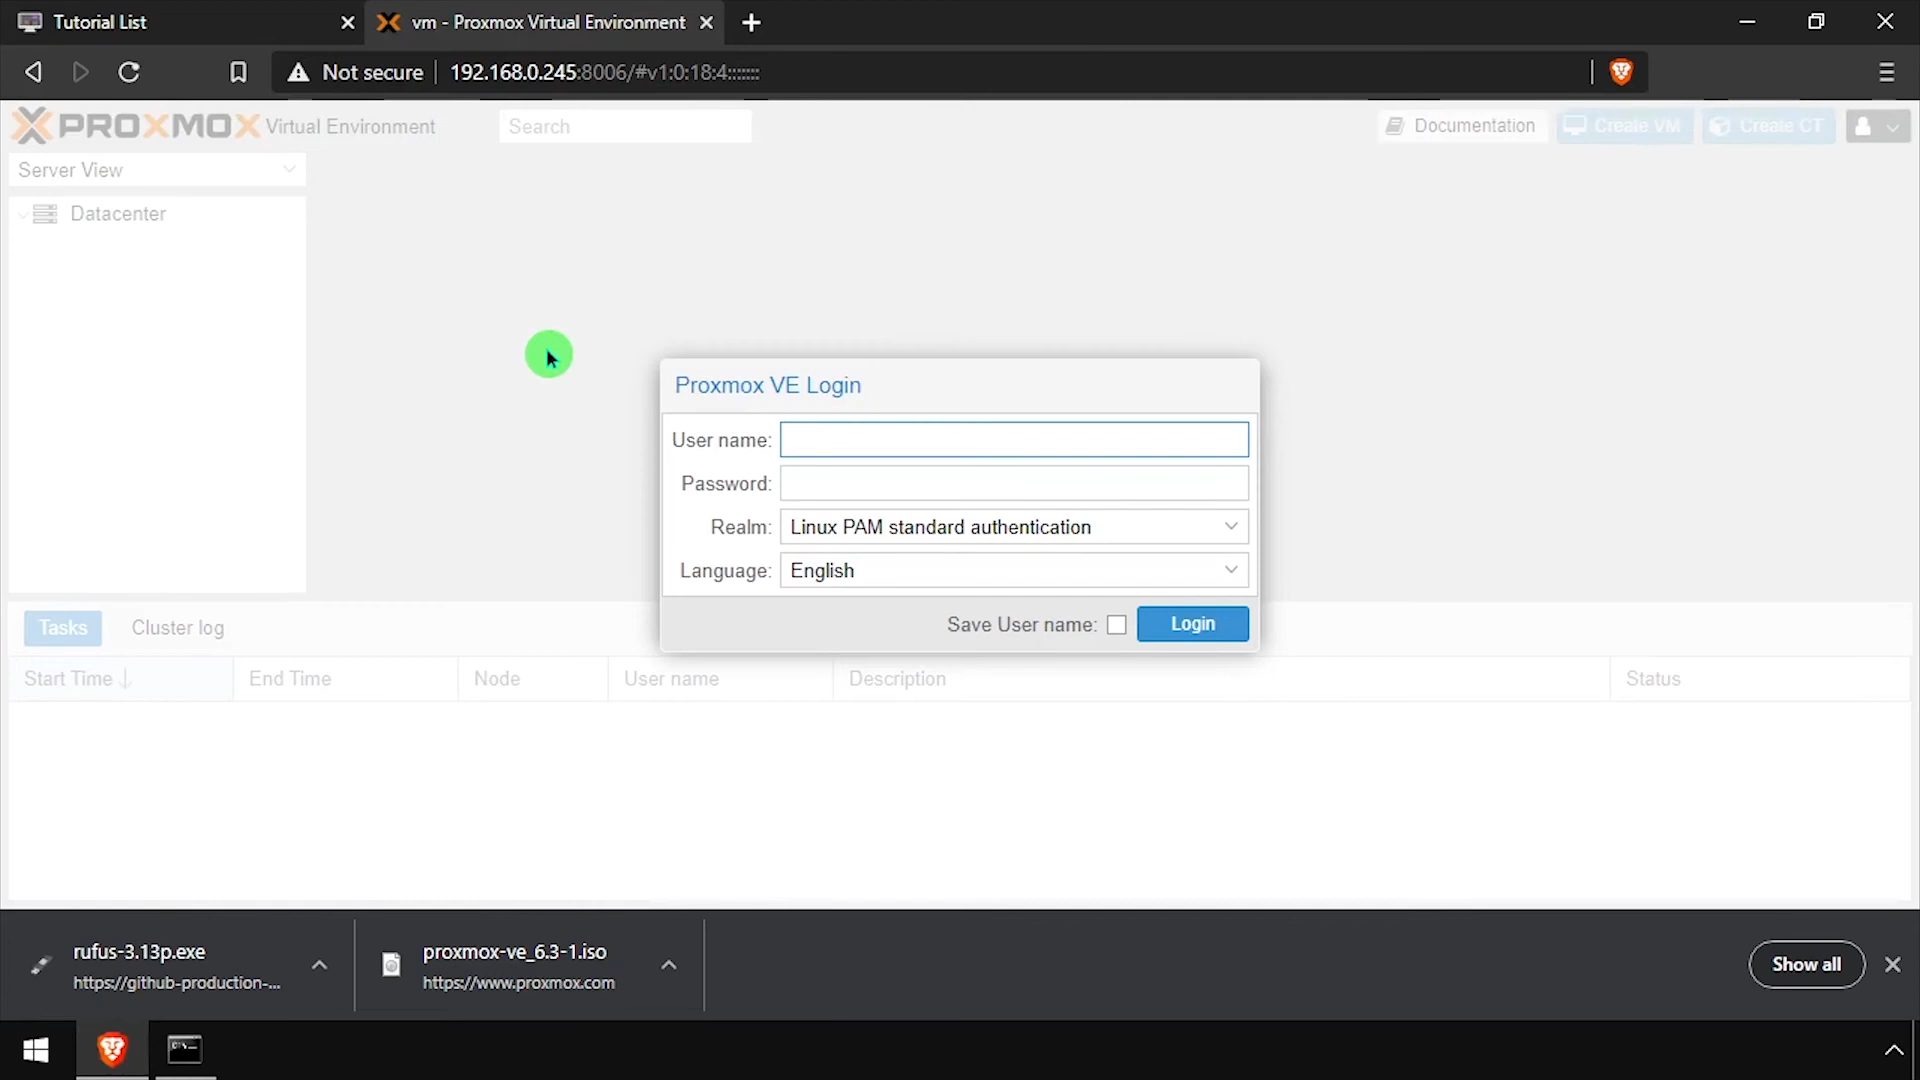 Tutorial List
vm - Proxmox Virtual Environment
Not secure
192.168.0.245:8006/#v1:0:18:4:::::::
PROXMOX Virtual Environment
Search
Documentation
Create VM
Create CT
Server View
Datacenter
Proxmox VE Login
User name:
Password:
Realm: Linux PAM standard authentication
Language: English
Save User name:
Login
Tasks
Cluster log
Start Time
End Time
Node
User name
Description
Status
rufus-3.13p.exe
https://github-production-...
proxmox-ve_6.3-1.iso
https://www.proxmox.com
Show all